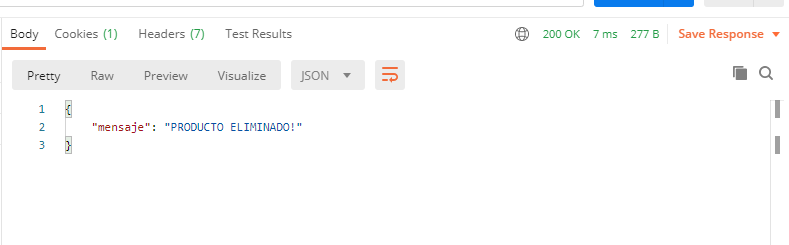 Body Cookies (1) Headers (7) Test Results 200 OK 7 ms 277 B Save Response
Pretty Raw Preview Visualize JSON
1 {
2 "mensaje": "PRODUCTO ELIMINADO!"
3 }